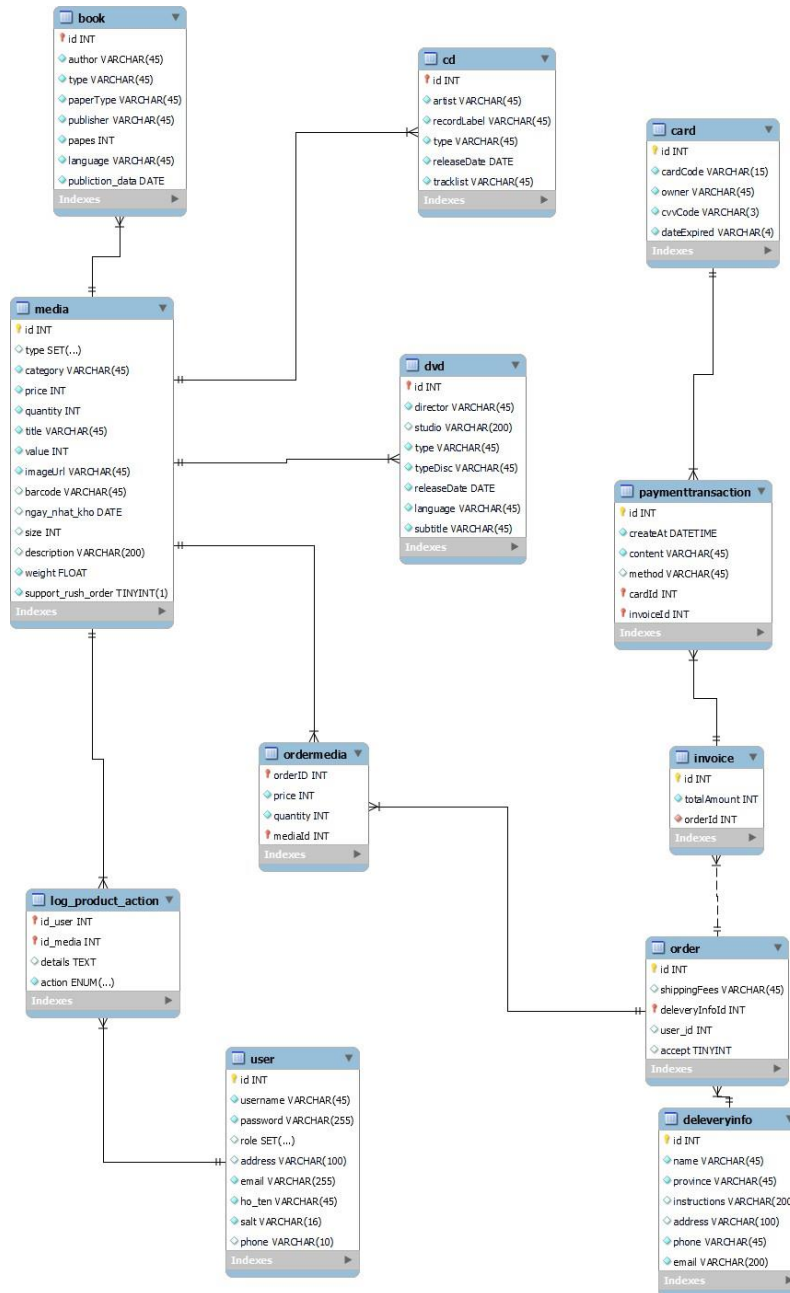 book
id INT
author VARCHAR(45)
type VARCHAR(45)
paperType VARCHAR(45)
publisher VARCHAR(45)
papes INT
language VARCHAR(45)
publiction_data DATE
Indexes
cd
id INT
artist VARCHAR(45)
recordLabel VARCHAR(45)
type VARCHAR(45)
releaseDate DATE
tracklist VARCHAR(45)
Indexes
card
id INT
cardCode VARCHAR(15)
owner VARCHAR(45)
cvvCode VARCHAR(3)
dateExpired VARCHAR(4)
Indexes
media
id INT
type SET(...)
category VARCHAR(45)
price INT
quantity INT
title VARCHAR(45)
value INT
imageUrl VARCHAR(45)
barcode VARCHAR(45)
ngay_nhat_kho DATE
size INT
description VARCHAR(200)
weight FLOAT
support_rush_order TINYINT(1)
Indexes
dvd
id INT
director VARCHAR(45)
studio VARCHAR(200)
type VARCHAR(45)
typeDisc VARCHAR(45)
releaseDate DATE
language VARCHAR(45)
subtitle VARCHAR(45)
Indexes
paymenttransaction
id INT
createAt DATETIME
content VARCHAR(45)
method VARCHAR(45)
cardId INT
invoiceId INT
Indexes
ordermedia
orderID INT
price INT
quantity INT
mediaId INT
Indexes
invoice
id INT
totalAmount INT
orderId INT
Indexes
log_product_action
id_user INT
id_media INT
details TEXT
action ENUM(...)
Indexes
order
id INT
shippingFees VARCHAR(45)
deleveryInfoId INT
user_id INT
accept TINYINT
Indexes
user
id INT
username VARCHAR(45)
password VARCHAR(255)
role SET(...)
address VARCHAR(100)
email VARCHAR(255)
ho_ten VARCHAR(45)
salt VARCHAR(16)
phone VARCHAR(10)
Indexes
deleveryinfo
id INT
name VARCHAR(45)
province VARCHAR(45)
instructions VARCHAR(200
address VARCHAR(100)
phone VARCHAR(45)
email VARCHAR(200)
Indexes